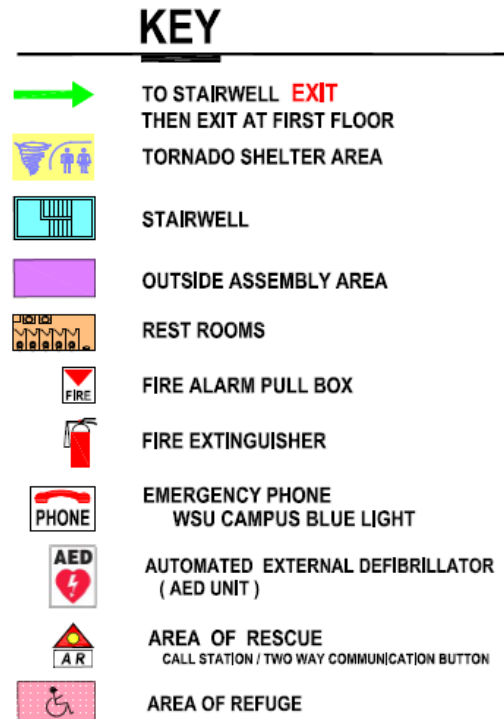 KEY
TO STAIRWELL EXIT
THEN EXIT AT FIRST FLOOR
TORNADO SHELTER AREA
STAIRWELL
OUTSIDE ASSEMBLY AREA
REST ROOMS
FIRE
FIRE ALARM PULL BOX
FIRE EXTINGUISHER
PHONE
EMERGENCY PHONE
WSU CAMPUS BLUE LIGHT
AED
AUTOMATED EXTERNAL DEFIBRILLATOR
( AED UNIT )
AR
AREA OF RESCUE
CALL STATION / TWO WAY COMMUNICATION BUTTON
AREA OF REFUGE